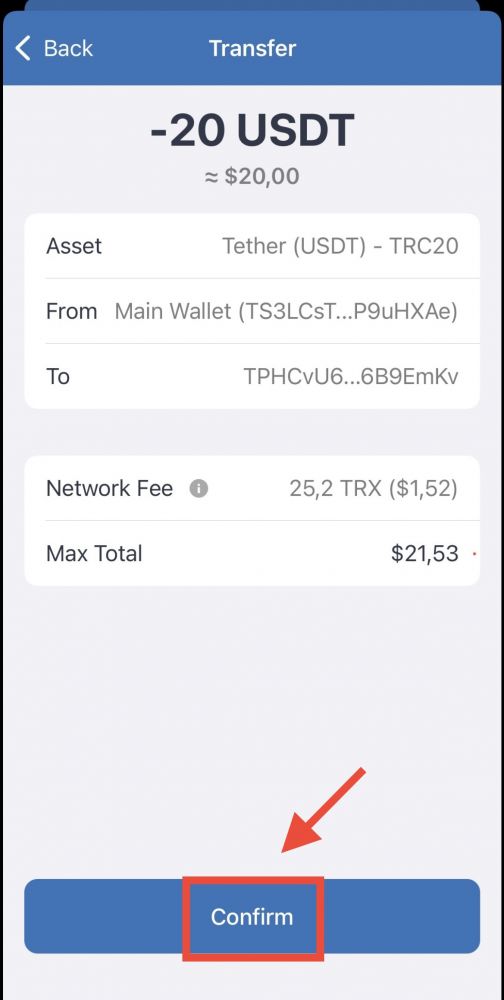 Back Transfer
-20 USDT
≈ $20,00
Asset Tether (USDT) - TRC20
From Main Wallet (TS3LCsT...P9uHXAe)
To TPHCvU6...6B9EmKv
Network Fee i 25,2 TRX ($1,52)
Max Total $21,53
Confirm